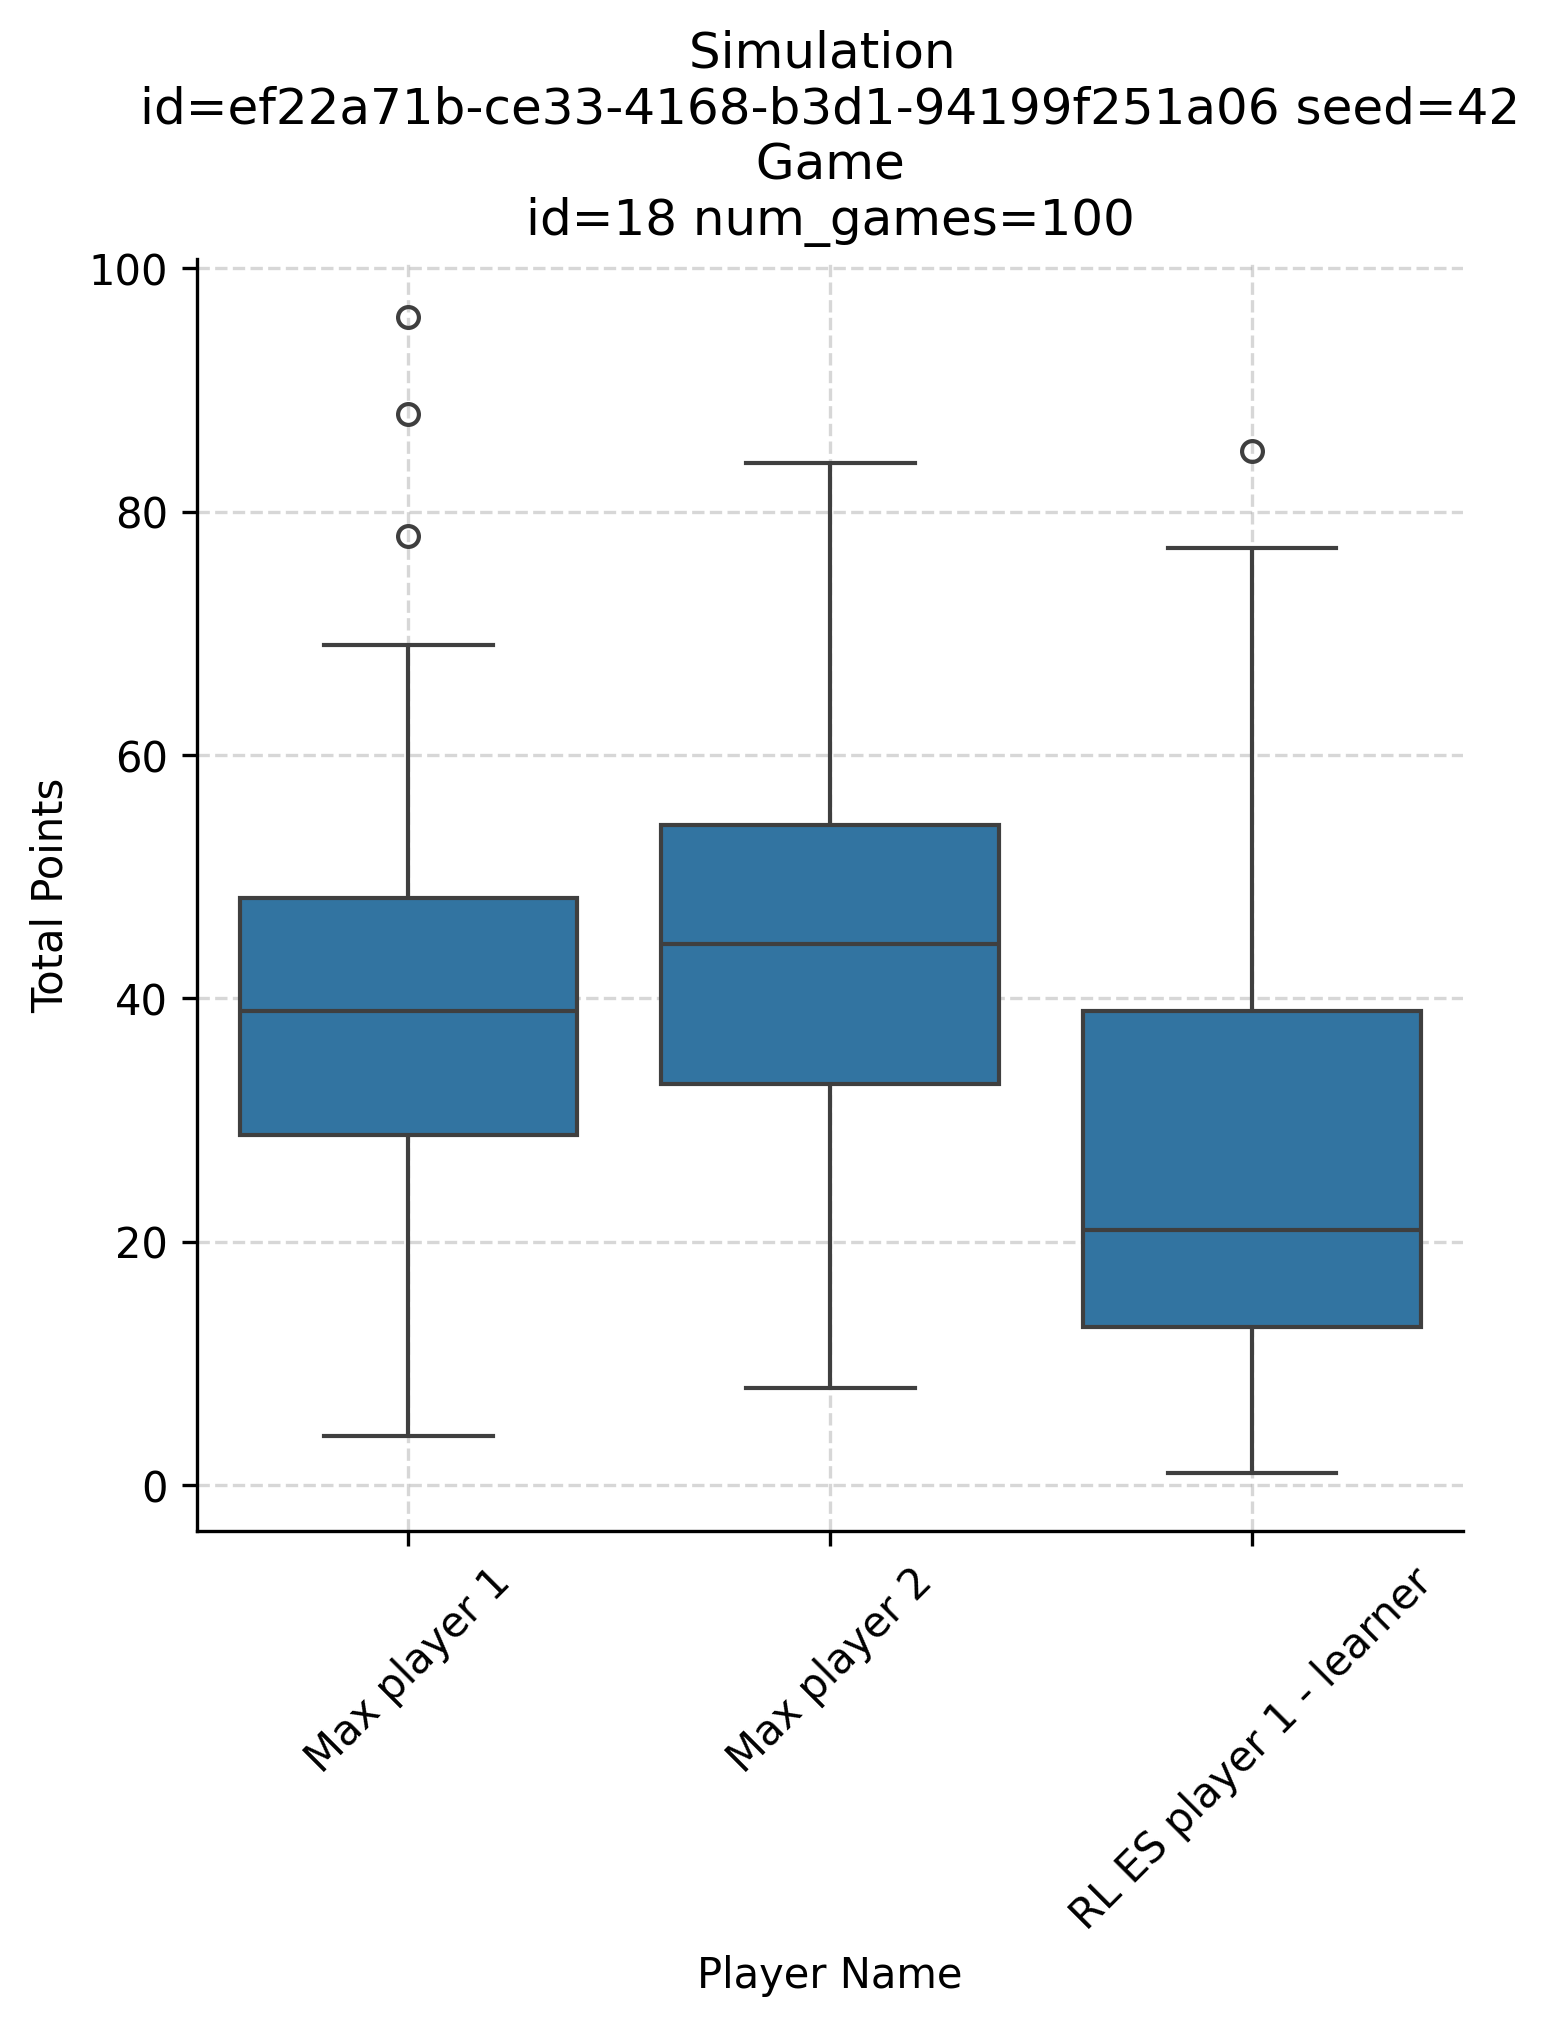 Simulation
id=ef22a71b-ce33-4168-b3d1-94199f251a06 seed=42
Game
id=18 num_games=100
100
80
60
40
20
0
Total Points
Max player 1
Max player 2
RL ES player 1 - learner
Player Name